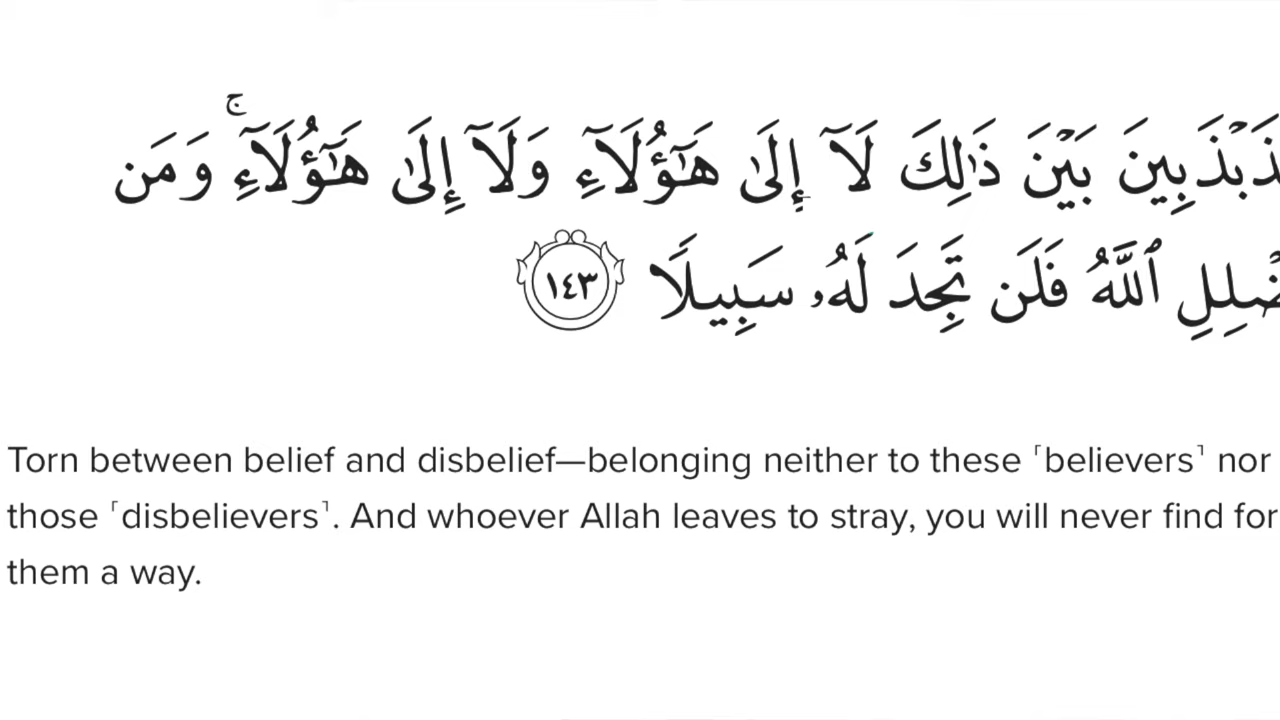 ذَبْذَبِينَ بَيْنَ ذَٰلِكَ لَآ إِلَىٰ هَـٰٓؤُلَآءِ وَلَآ إِلَىٰ هَـٰٓؤُلَآءِ ۚ وَمَن
ضْلِلِ ٱللَّهُ فَلَن تَجِدَ لَهُۥ سَبِيلًا ١٤٣
Torn between belief and disbelief—belonging neither to these ˹believers˺ nor
those ˹disbelievers˺. And whoever Allah leaves to stray, you will never find for
them a way.